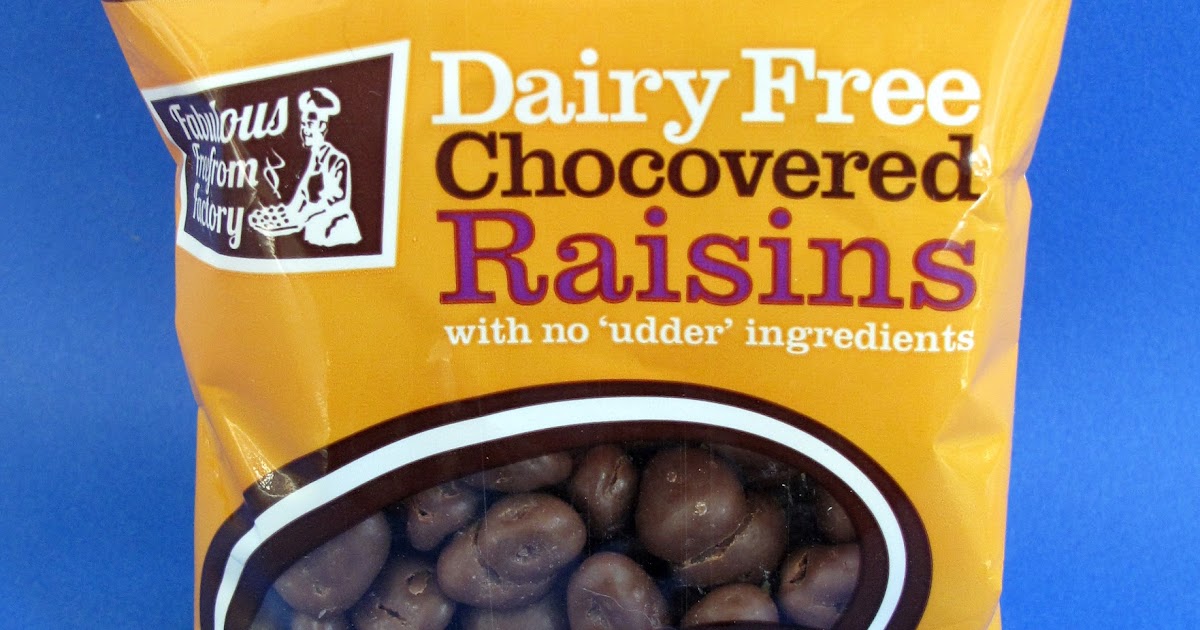 Fabulous
Freefrom
Factory
Dairy Free
Chocovered
Raisins
with no ‘udder’ ingredients